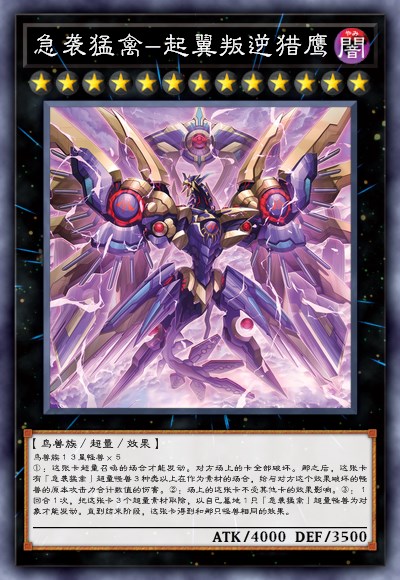 急袭猛禽-起翼叛逆猎鹰
闇
やみ
【鸟兽族/超量/效果】
鸟兽族13星怪兽×5
①:这张卡超量召唤的场合才能发动。对方场上的卡全部破坏。那之后,这张卡
有「急袭猛禽」超量怪兽3种类以上在作为素材的场合,给与对方这个效果破坏的怪
兽的原本攻击力合计数值的伤害。②:场上的这张卡不受其他卡的效果影响。③:1
回合1次,把这张卡3个超量素材取除,以自己墓地1只「急袭猛禽」超量怪兽为对
象才能发动。直到结束阶段,这张卡得到和那只怪兽相同的效果。
ATK/4000 DEF/3500